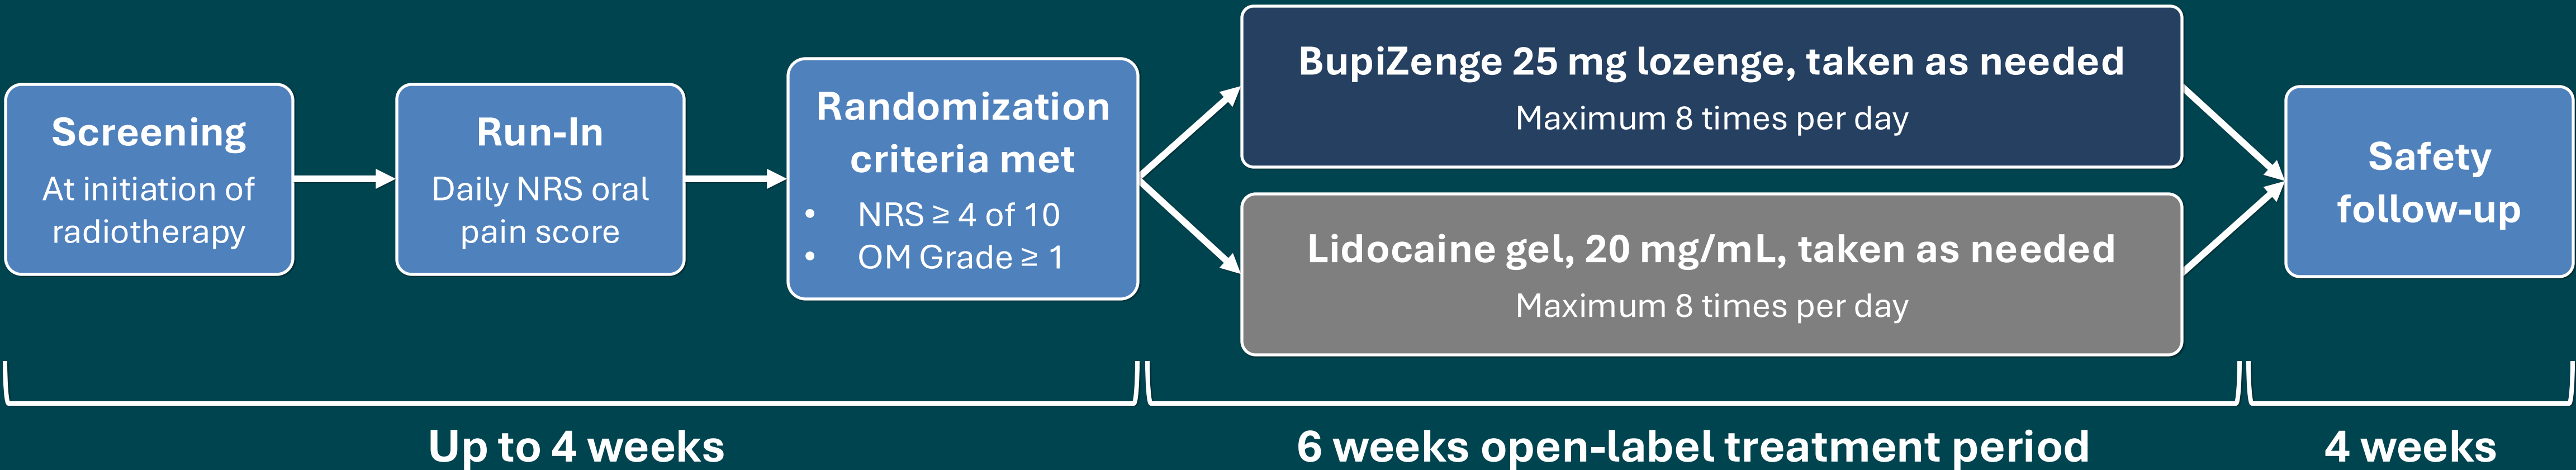 Screening
At initiation of
radiotherapy
Run-In
Daily NRS oral
pain score
Randomization
criteria met
• NRS ≥ 4 of 10
• OM Grade ≥ 1
BupiZenge 25 mg lozenge, taken as needed
Maximum 8 times per day
Lidocaine gel, 20 mg/mL, taken as needed
Maximum 8 times per day
Safety
follow-up
Up to 4 weeks
6 weeks open-label treatment period
4 weeks